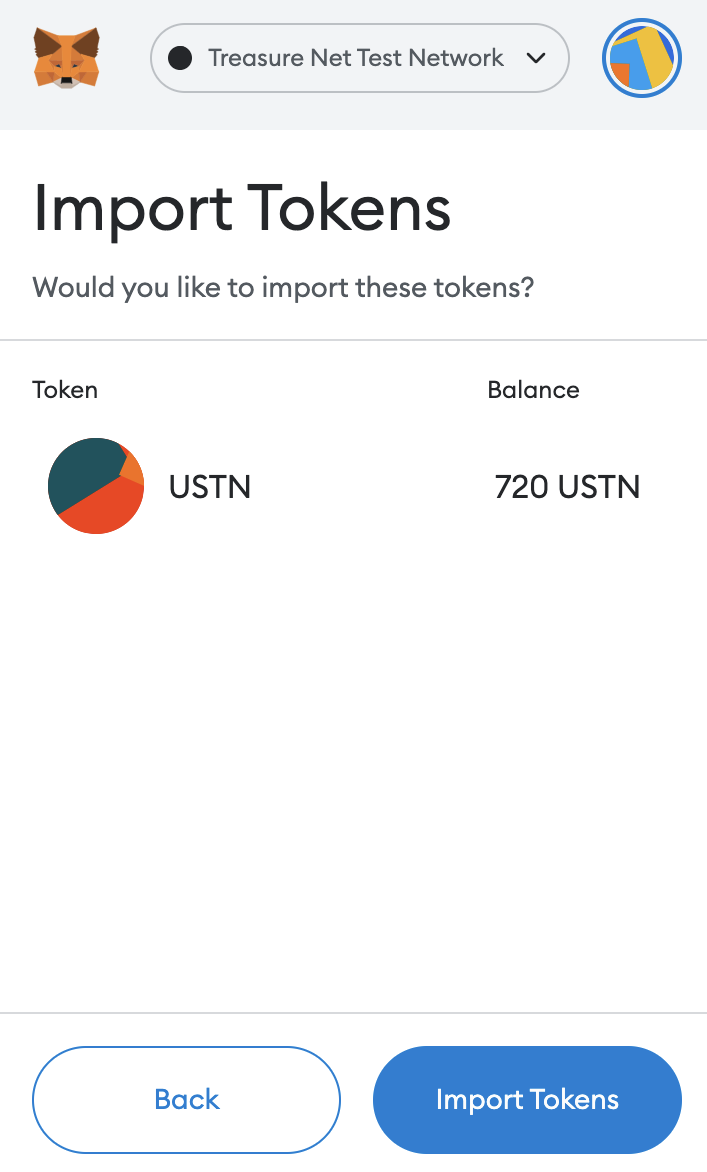 Treasure Net Test Network
Import Tokens
Would you like to import these tokens?
Token Balance
USTN 720 USTN
Back Import Tokens